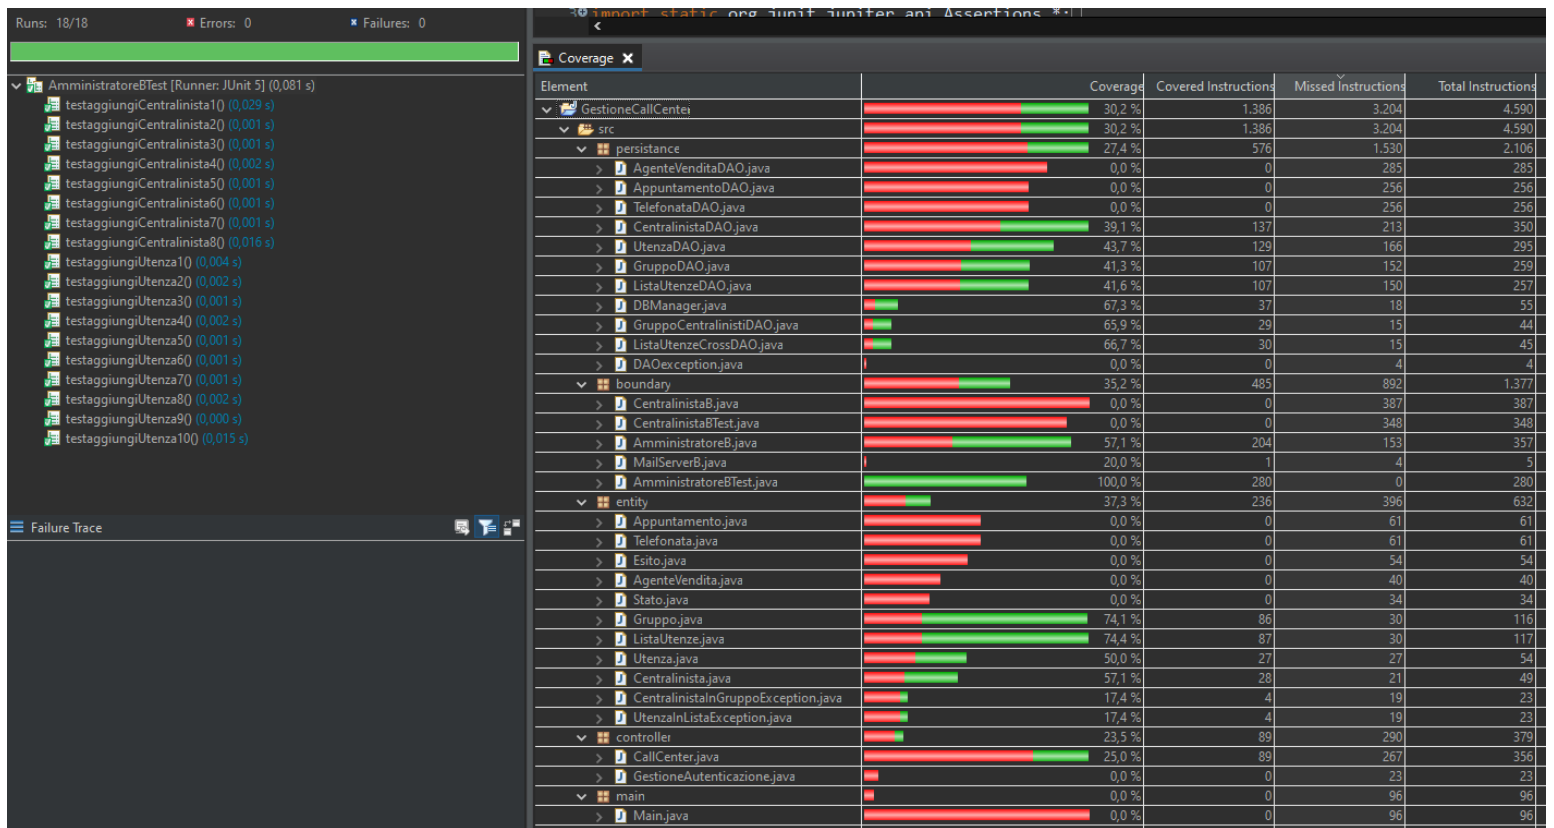 Runs: 18/18 Errors: 0 Failures: 0
AmministratoreBTest [Runner: JUnit 5] (0,081 s)
testaggiungiCentralinista1() (0,029 s)
testaggiungiCentralinista2() (0,001 s)
testaggiungiCentralinista3() (0,001 s)
testaggiungiCentralinista4() (0,002 s)
testaggiungiCentralinista5() (0,001 s)
testaggiungiCentralinista6() (0,001 s)
testaggiungiCentralinista7() (0,001 s)
testaggiungiCentralinista8() (0,016 s)
testaggiungiUtenza1() (0,004 s)
testaggiungiUtenza2() (0,002 s)
testaggiungiUtenza3() (0,001 s)
testaggiungiUtenza4() (0,002 s)
testaggiungiUtenza5() (0,001 s)
testaggiungiUtenza6() (0,001 s)
testaggiungiUtenza7() (0,001 s)
testaggiungiUtenza8() (0,002 s)
testaggiungiUtenza9() (0,000 s)
testaggiungiUtenza10() (0,015 s)
Failure Trace
import static org.junit.jupiter.api.Assertions.*;
Coverage
Element Coverage Covered Instructions Missed Instructions Total Instructions
GestioneCallCenter 30,2 % 1.386 3.204 4.590
src 30,2 % 1.386 3.204 4.590
persistance 27,4 % 576 1.530 2.106
AgenteVenditaDAO.java 0,0 % 0 285 285
AppuntamentoDAO.java 0,0 % 0 256 256
TelefonataDAO.java 0,0 % 0 256 256
CentralinistaDAO.java 39,1 % 137 213 350
UtenzaDAO.java 43,7 % 129 166 295
GruppoDAO.java 41,3 % 107 152 259
ListaUtenzeDAO.java 41,6 % 107 150 257
DBManager.java 67,3 % 37 18 55
GruppoCentralinistiDAO.java 65,9 % 29 15 44
ListaUtenzeCrossDAO.java 66,7 % 30 15 45
DAOexception.java 0,0 % 0 4 4
boundary 35,2 % 485 892 1.377
CentralinistaB.java 0,0 % 0 387 387
CentralinistaBTest.java 0,0 % 0 348 348
AmministratoreB.java 57,1 % 204 153 357
MailServerB.java 20,0 % 1 4 5
AmministratoreBTest.java 100,0 % 280 0 280
entity 37,3 % 236 396 632
Appuntamento.java 0,0 % 0 61 61
Telefonata.java 0,0 % 0 61 61
Esito.java 0,0 % 0 54 54
AgenteVendita.java 0,0 % 0 40 40
Stato.java 0,0 % 0 34 34
Gruppo.java 74,1 % 86 30 116
ListaUtenze.java 74,4 % 87 30 117
Utenza.java 50,0 % 27 27 54
Centralinista.java 57,1 % 28 21 49
CentralinistaInGruppoException.java 17,4 % 4 19 23
UtenzaInListaException.java 17,4 % 4 19 23
controller 23,5 % 89 290 379
CallCenter.java 25,0 % 89 267 356
GestioneAutenticazione.java 0,0 % 0 23 23
main 0,0 % 0 96 96
Main.java 0,0 % 0 96 96